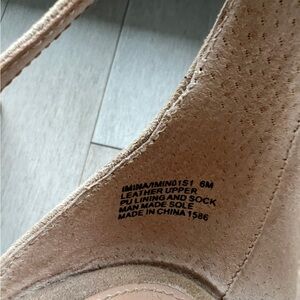 IMINA/IMIN01S1 6M
LEATHER UPPER
PU LINING AND SOCK
MAN MADE SOLE
MADE IN CHINA 1586